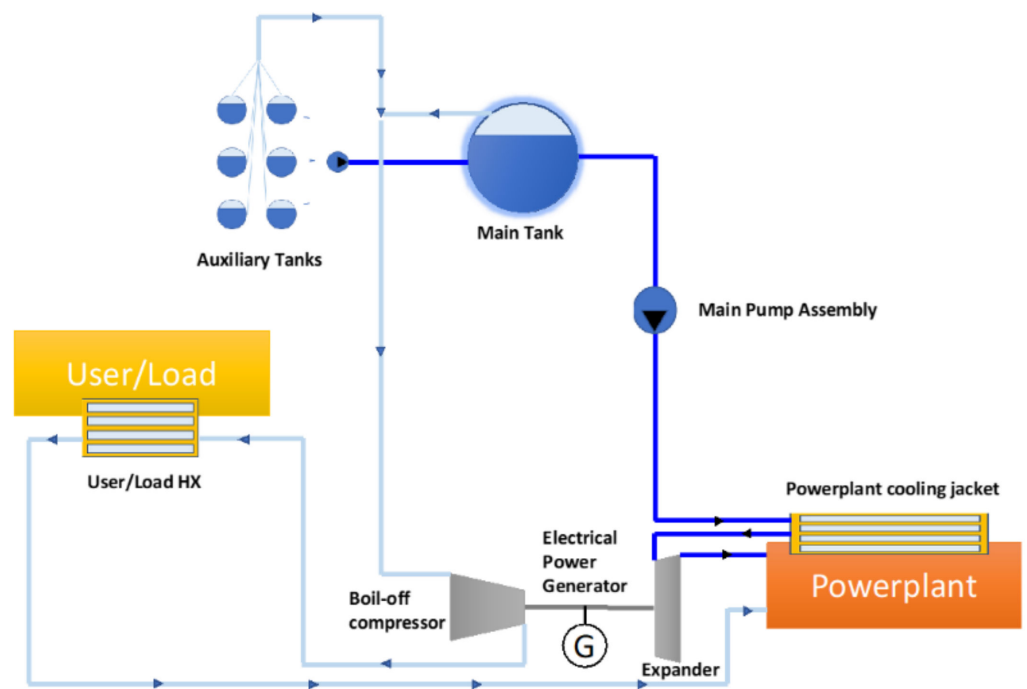 Main Tank
Auxiliary Tanks
Main Pump Assembly
User/Load
User/Load HX
Powerplant cooling jacket
Electrical
Power
Generator
Powerplant
Boil-off
compressor
G
Expander